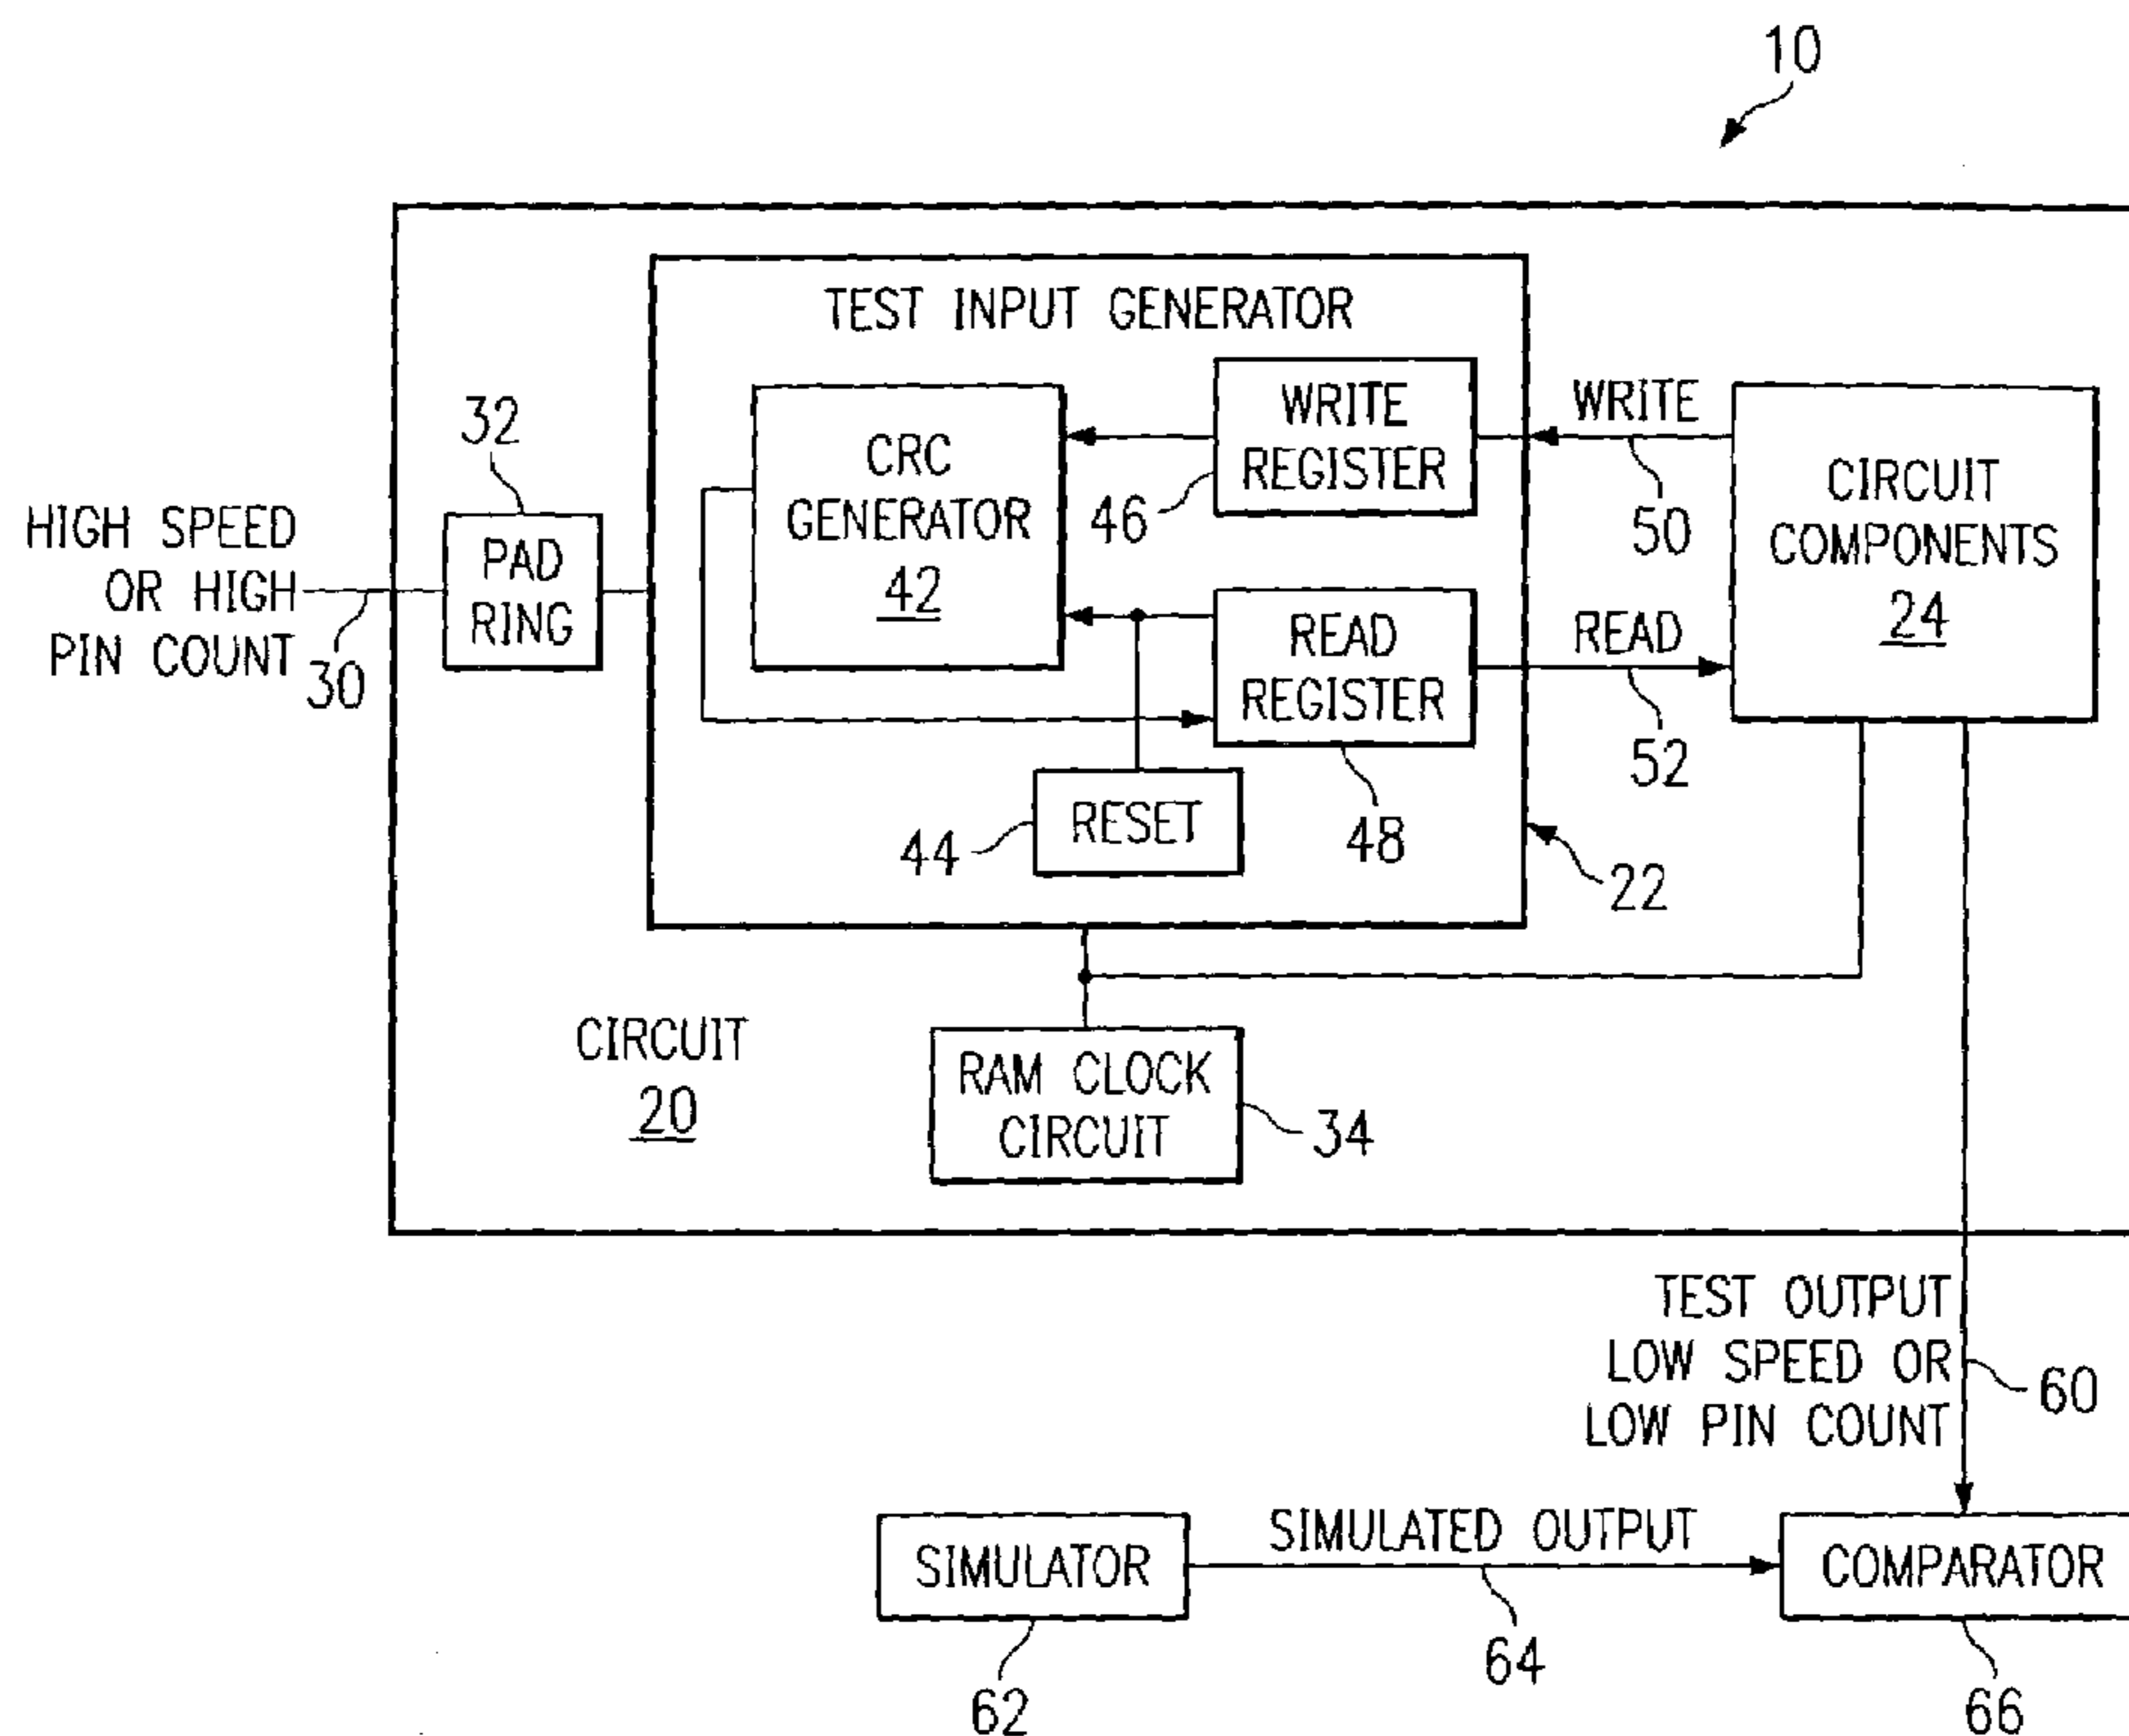 10
TEST INPUT GENERATOR
WRITE
REGISTER
46
CRC
GENERATOR
42
WRITE
50
CIRCUIT
COMPONENTS
24
32
PAD
RING
HIGH SPEED
OR HIGH
PIN COUNT
30
READ
REGISTER
48
READ
52
RESET
44
22
CIRCUIT
20
RAM CLOCK
CIRCUIT
34
TEST OUTPUT
LOW SPEED OR
LOW PIN COUNT
60
SIMULATOR
62
SIMULATED OUTPUT
64
COMPARATOR
66